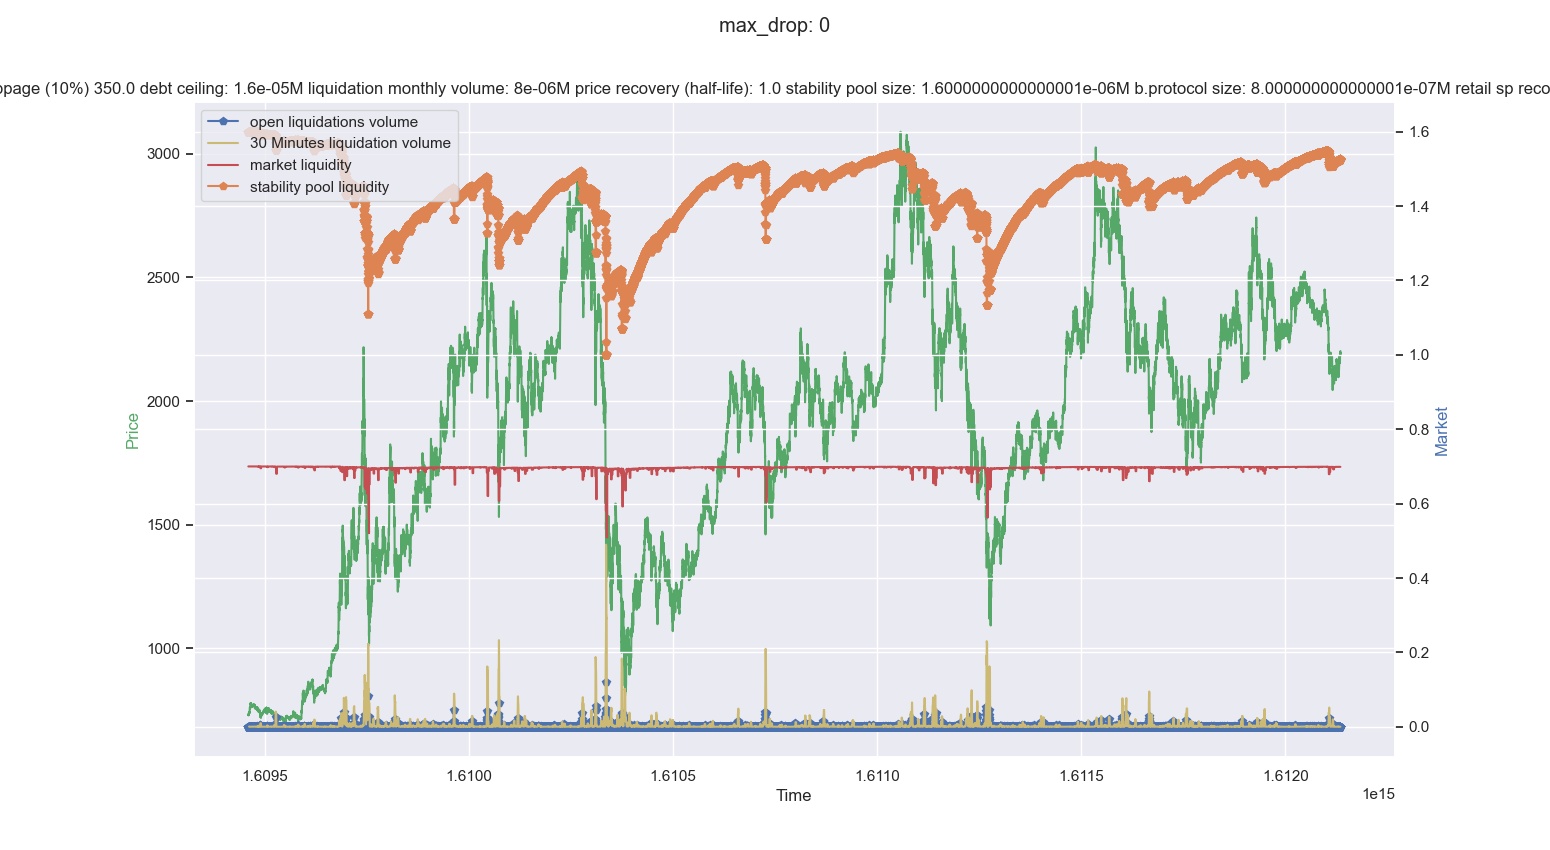 max_drop: 0
opage (10%) 350.0 debt ceiling: 1.6e-05M liquidation monthly volume: 8e-06M price recovery (half-life): 1.0 stability pool size: 1.6000000000000001e-06M b.protocol size: 8.000000000000001e-07M retail sp reco
open liquidations volume
30 Minutes liquidation volume
market liquidity
stability pool liquidity
3000
2500
2000
1500
1000
Price
1.6
1.4
1.2
1.0
0.8
0.6
0.4
0.2
0.0
Market
1.6095 1.6100 1.6105 1.6110 1.6115 1.6120
Time
1e15